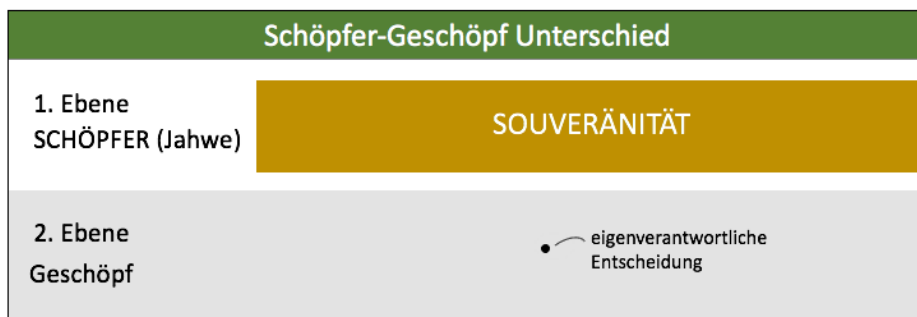 Schöpfer-Geschöpf Unterschied
1. Ebene
SCHÖPFER (Jahwe)
SOUVERÄNITÄT
2. Ebene
Geschöpf
eigenverantwortliche
Entscheidung